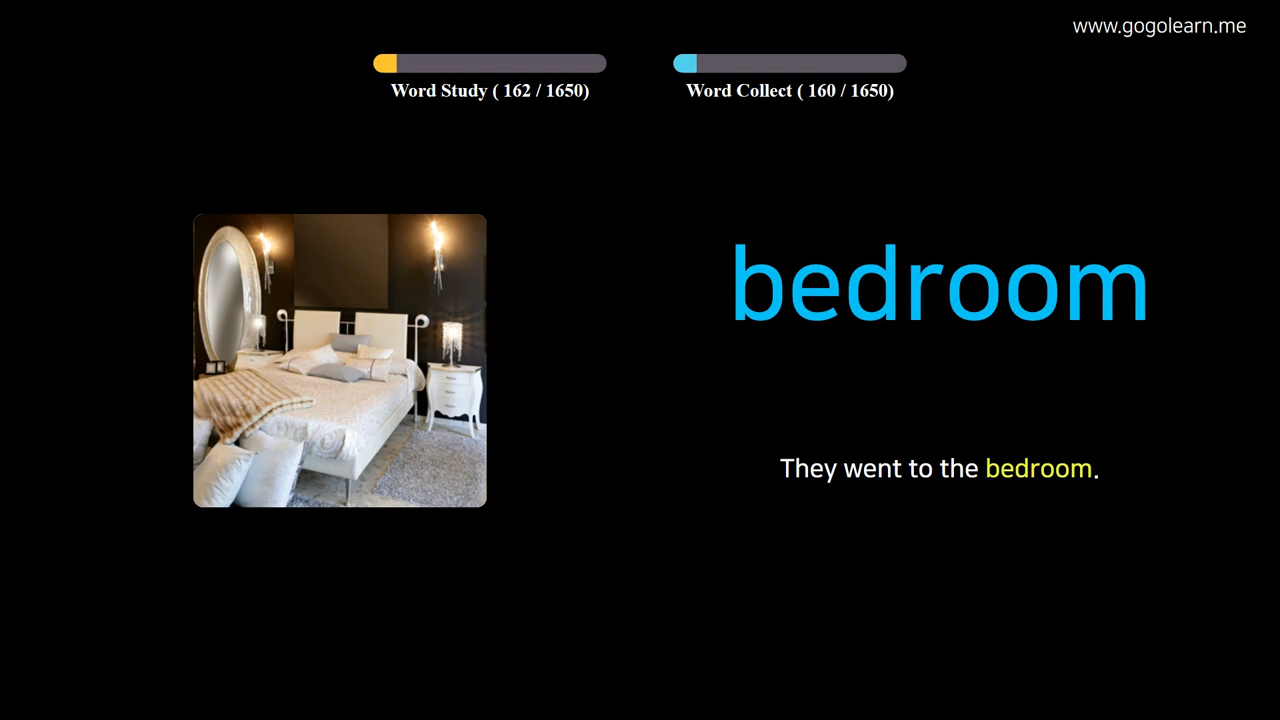 www.gogolearn.me
Word Study ( 162 / 1650)
Word Collect ( 160 / 1650)
bedroom
They went to the bedroom.